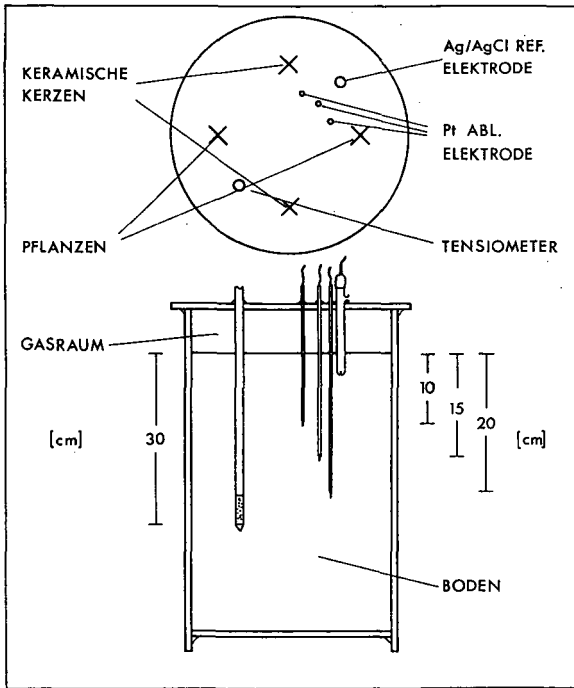 KERAMISCHE
KERZEN
Ag/AgCl REF.
ELEKTRODE
Pt ABL.
ELEKTRODE
PFLANZEN
TENSIOMETER
GASRAUM
[cm]
30
10
15
20
[cm]
BODEN